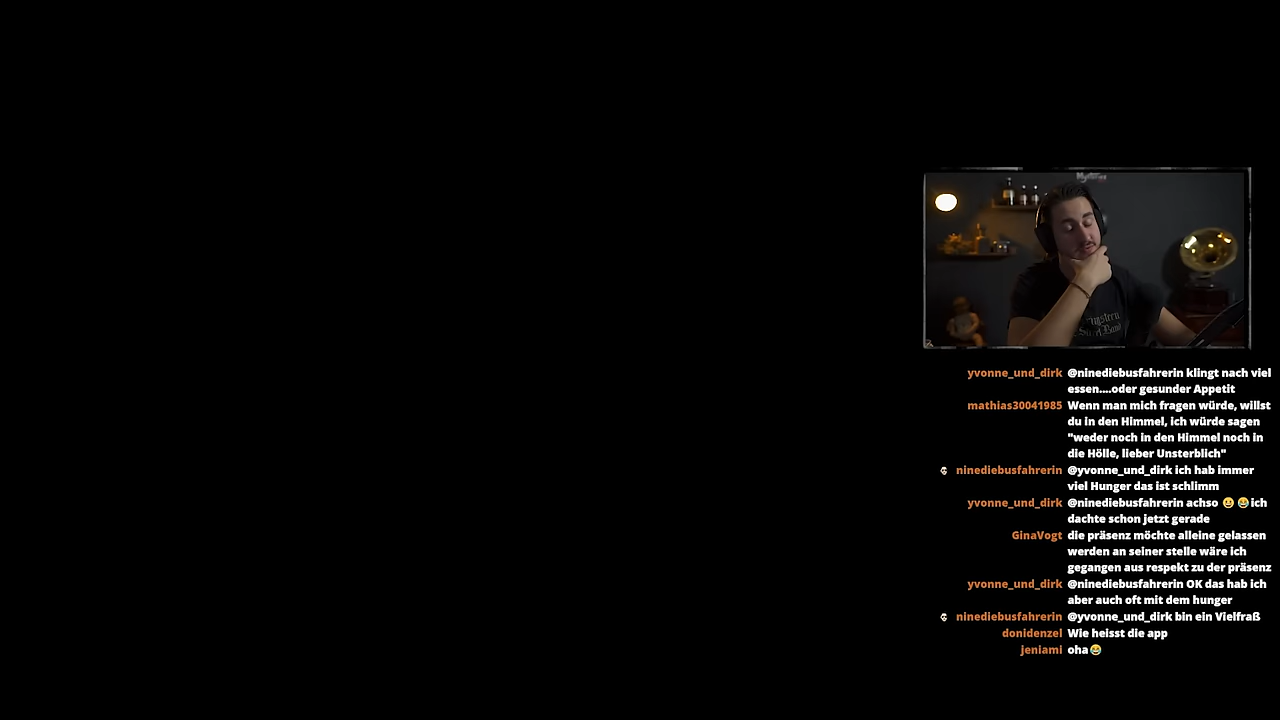 yvonne_und_dirk @ninediebusfahrerin klingt nach viel
essen....oder gesunder Appetit
mathias30041985 Wenn man mich fragen würde, willst
du in den Himmel, ich würde sagen
"weder noch in den Himmel noch in
die Hölle, lieber Unsterblich"
ninediebusfahrerin @yvonne_und_dirk ich hab immer
viel Hunger das ist schlimm
yvonne_und_dirk @ninediebusfahrerin achso 😀 😂ich
dachte schon jetzt gerade
GinaVogt die präsenz möchte alleine gelassen
werden an seiner stelle wäre ich
gegangen aus respekt zu der präsenz
yvonne_und_dirk @ninediebusfahrerin OK das hab ich
aber auch oft mit dem hunger
ninediebusfahrerin @yvonne_und_dirk bin ein Vielfraß
donidenzel Wie heisst die app
jeniami oha😂